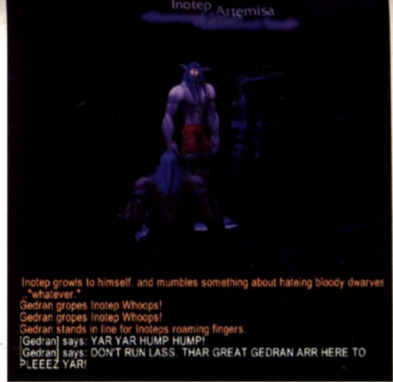 Inotep Artemisa
Inotep growls to himself, and mumbles something about hateing bloody dwarves
.."whatever."
Gedran gropes Inotep Whoops!
Gedran gropes Inotep Whoops!
Gedran stands in line for Inoteps roaming fingers.
[Gedran] says: YAR YAR HUMP HUMP!
[Gedran] says: DON'T RUN LASS. THAR GREAT GEDRAN ARR HERE TO
PLEEEZ YAR!